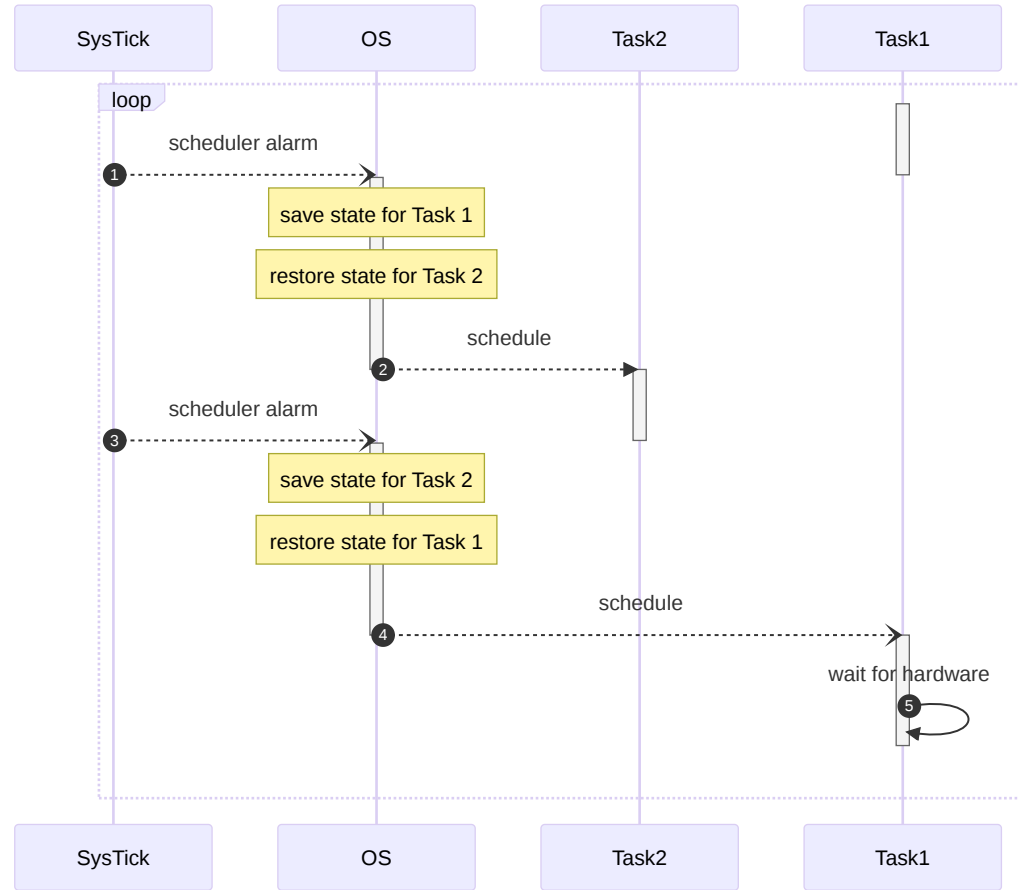 SysTick
OS
Task2
Task1
loop
scheduler alarm
1
save state for Task 1
restore state for Task 2
schedule
2
scheduler alarm
3
save state for Task 2
restore state for Task 1
schedule
4
wait for hardware
5
SysTick
OS
Task2
Task1